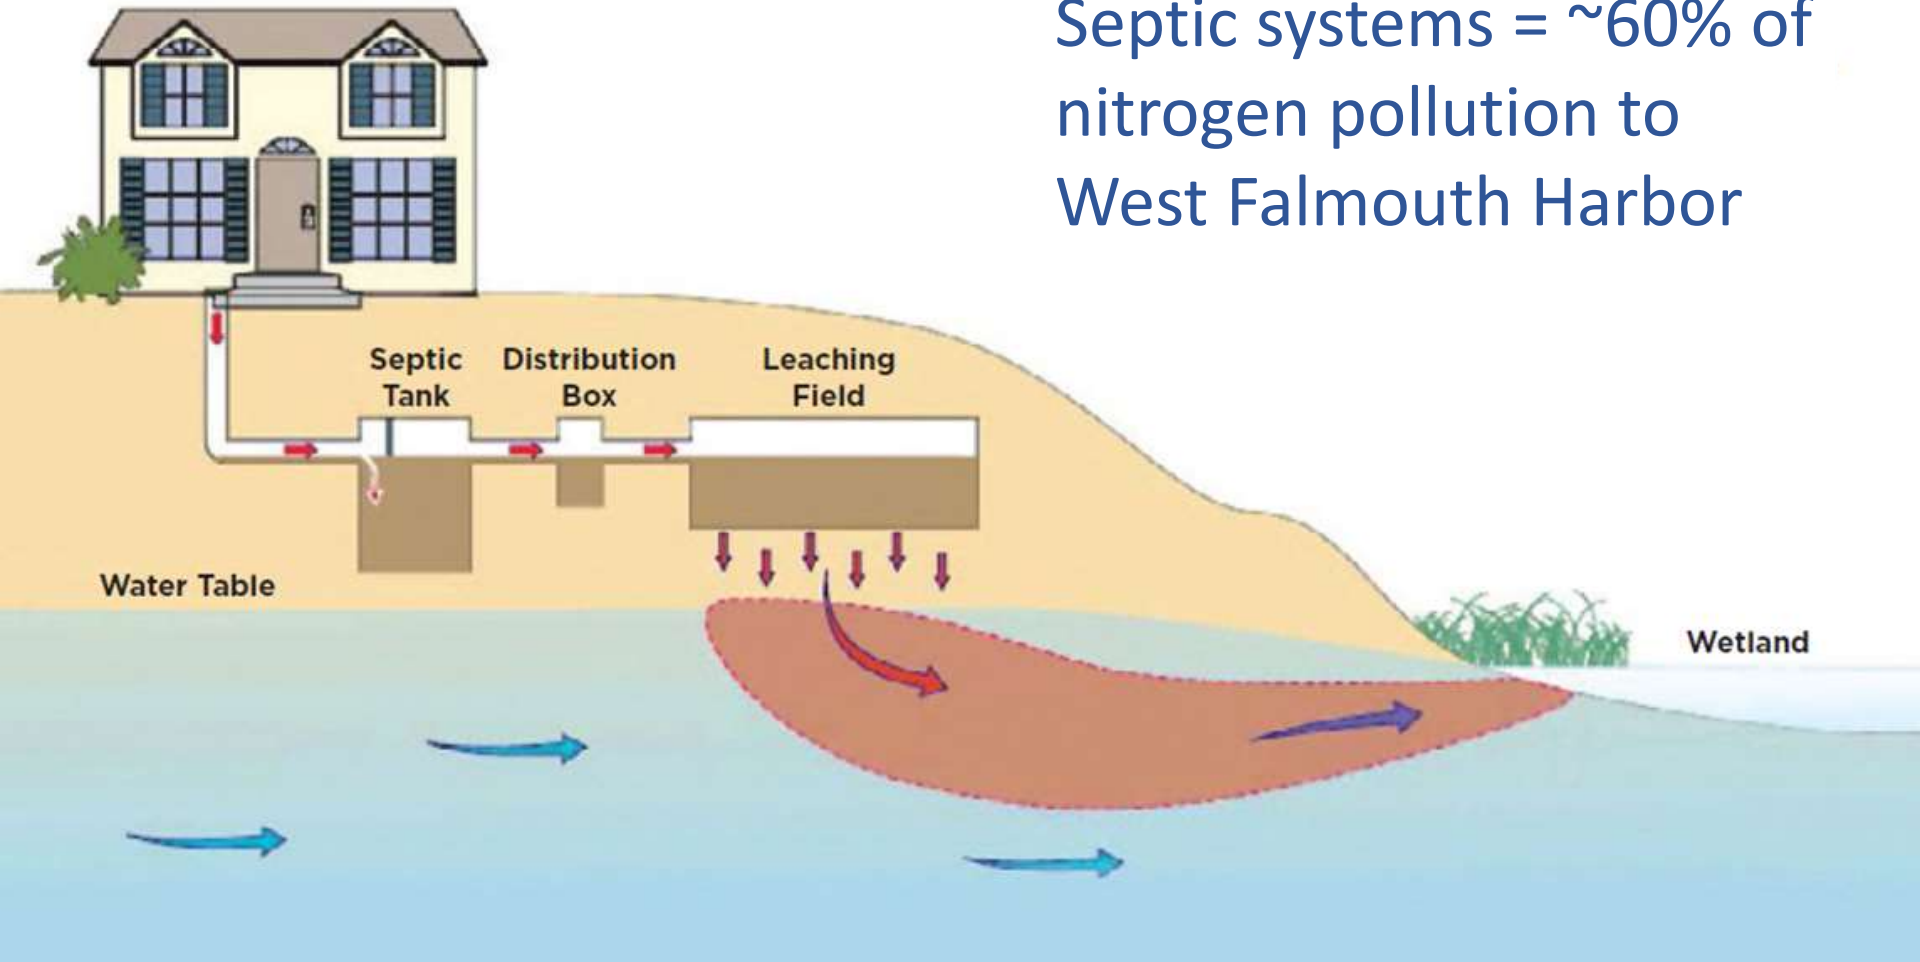 Septic systems = ~60% of
nitrogen pollution to
West Falmouth Harbor
Septic
Tank
Distribution
Box
Leaching
Field
Water Table
Wetland